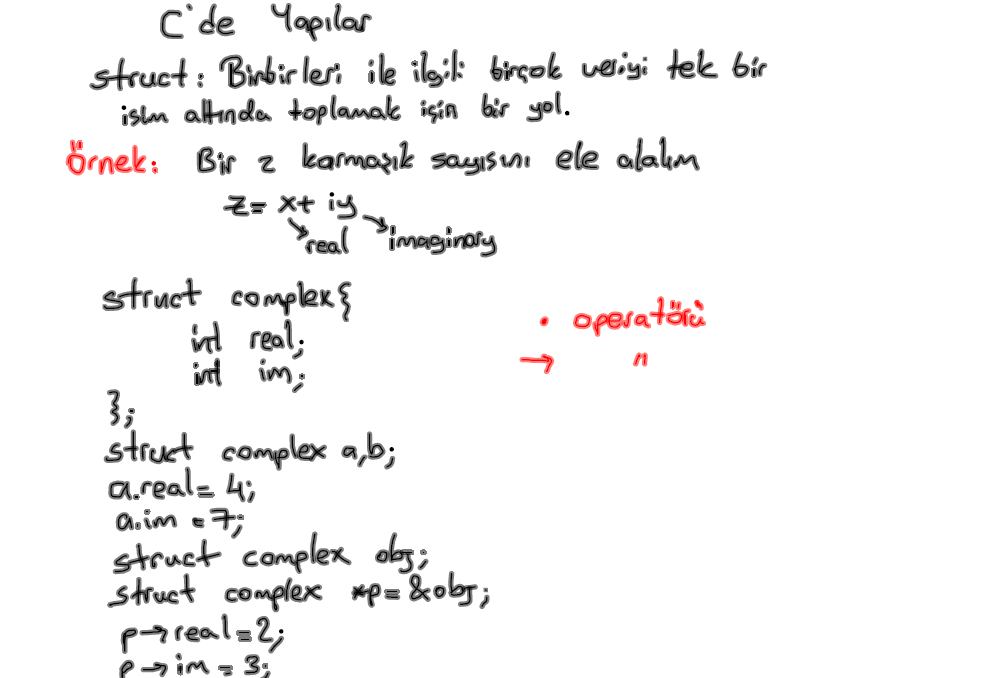 C'de Yapılar
struct: Birbirleri ile ilgili birçok veriyi tek bir
isim altında toplamak için bir yol.
Örnek: Bir z karmaşık sayısını ele alalım
z= x+ iy
real imaginary
struct complex{
int real;
int im;
};
• operatörü
→ "
struct complex a,b;
a.real= 4;
a.im = 7;
struct complex obj;
struct complex *p= &obj;
p→real=2;
p→im = 3;